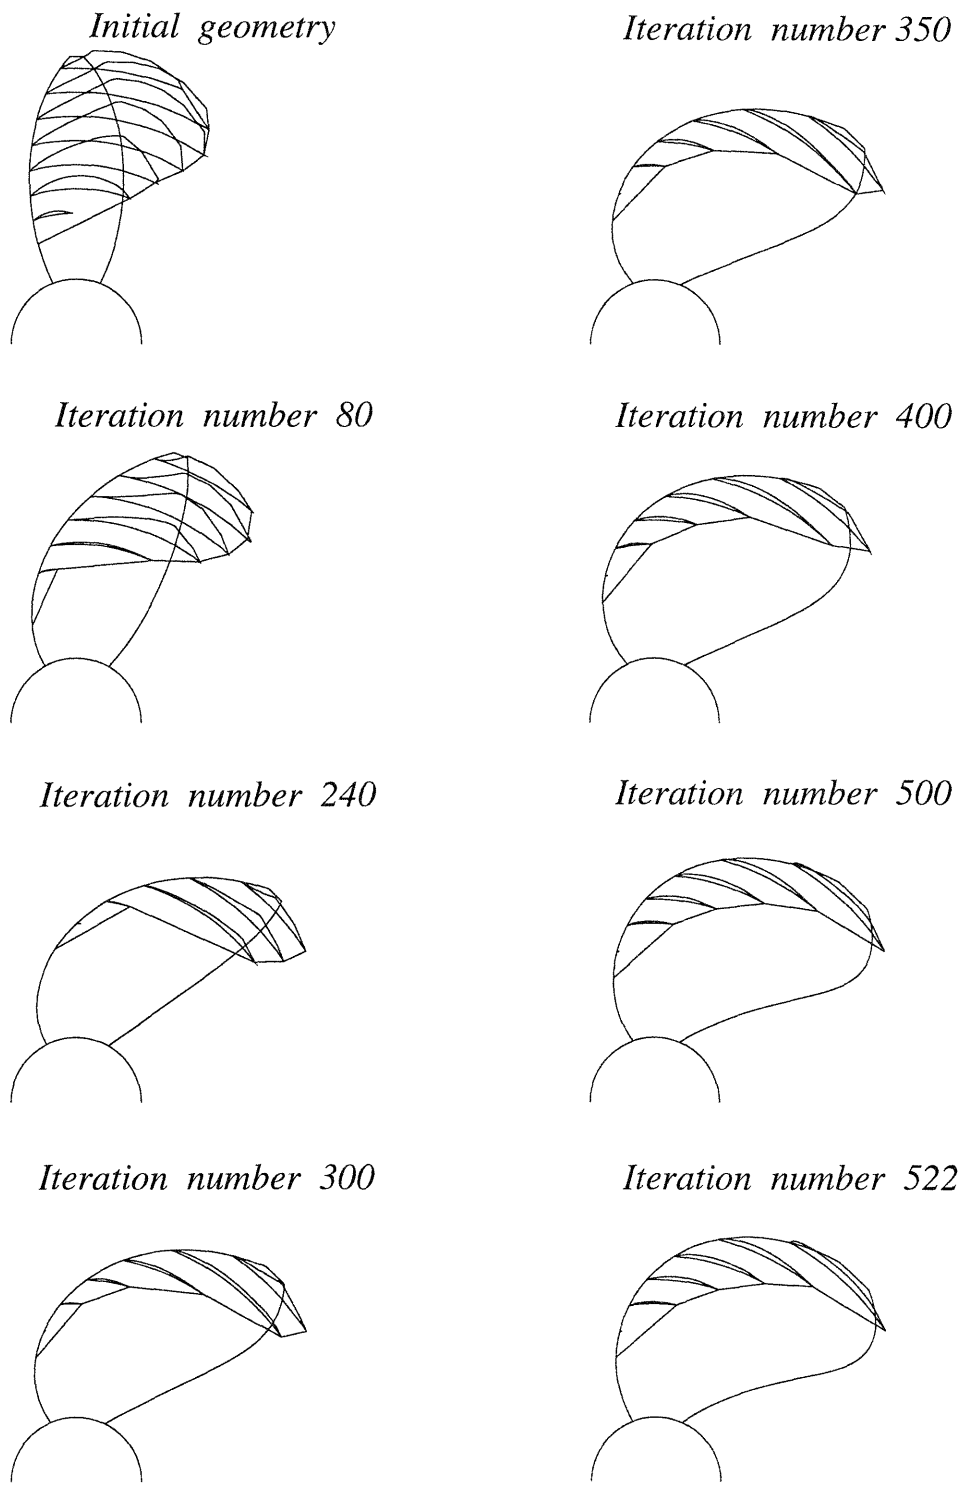 Initial geometry
Iteration number 350
Iteration number 80
Iteration number 400
Iteration number 240
Iteration number 500
Iteration number 300
Iteration number 522